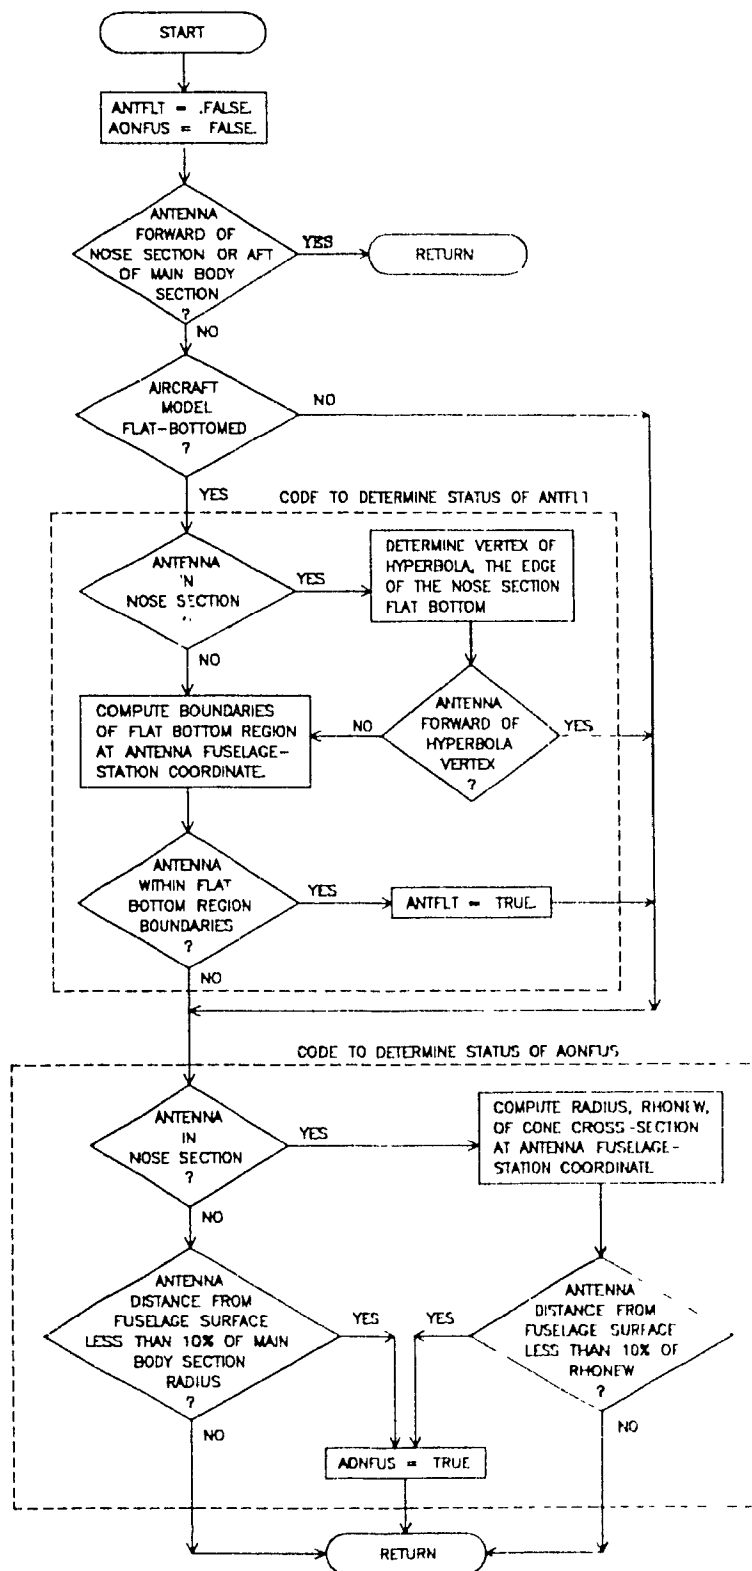 START
ANTFLT = .FALSE.
AONFUS = FALSE.
ANTENNA
FORWARD OF
NOSE SECTION OR AFT
OF MAIN BODY
SECTION
?
YES
RETURN
NO
AIRCRAFT
MODEL
FLAT-BOTTOMED
?
NO
YES
CODE TO DETERMINE STATUS OF ANTFLT
ANTENNA
IN
NOSE SECTION
YES
DETERMINE VERTEX OF
HYPERBOLA, THE EDGE
OF THE NOSE SECTION
FLAT BOTTOM
NO
COMPUTE BOUNDARIES
OF FLAT BOTTOM REGION
AT ANTENNA FUSELAGE-
STATION COORDINATE.
NO
ANTENNA
FORWARD OF
HYPERBOLA
VERTEX
?
YES
ANTENNA
WITHIN FLAT
BOTTOM REGION
BOUNDARIES
?
YES
ANTFLT = TRUE.
NO
CODE TO DETERMINE STATUS OF AONFUS
ANTENNA
IN
NOSE SECTION
?
YES
COMPUTE RADIUS, RHONEW,
OF CONE CROSS-SECTION
AT ANTENNA FUSELAGE-
STATION COORDINATE
NO
ANTENNA
DISTANCE FROM
FUSELAGE SURFACE
LESS THAN 10% OF MAIN
BODY SECTION
RADIUS
?
YES
YES
ANTENNA
DISTANCE FROM
FUSELAGE SURFACE
LESS THAN 10% OF
RHONEW
?
NO
NO
AONFUS = TRUE
RETURN